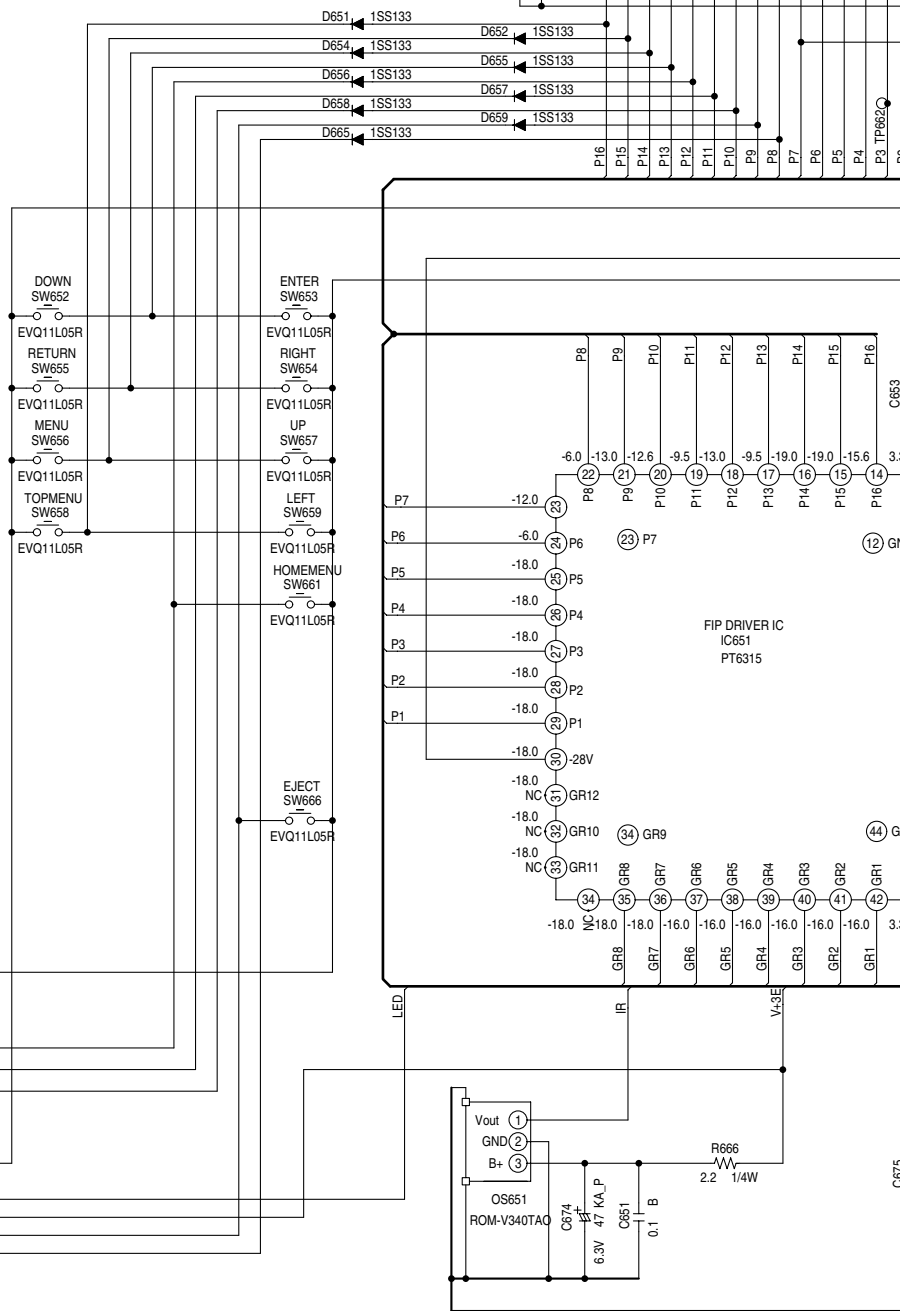 D651 1SS133
D652 1SS133
D654 1SS133
D655 1SS133
D656 1SS133
D657 1SS133
D658 1SS133
D659 1SS133
D665 1SS133
P16 P15 P14 P13 P12 P11 P10 P9 P8 P7 P6 P5 P4 P3 TP662
DOWN
SW652
EVQ11L05R
ENTER
SW653
EVQ11L05R
RETURN
SW655
EVQ11L05R
RIGHT
SW654
EVQ11L05R
MENU
SW656
EVQ11L05R
UP
SW657
EVQ11L05R
TOPMENU
SW658
EVQ11L05R
LEFT
SW659
EVQ11L05R
HOMEMENU
SW661
EVQ11L05R
EJECT
SW666
EVQ11L05R
P8 P9 P10 P11 P12 P13 P14 P15 P16
C653
-6.0 -13.0 -12.6 -9.5 -13.0 -9.5 -19.0 -19.0 -15.6 3.
22 21 20 19 18 17 16 15 14
P8 P9 P10 P11 P12 P13 P14 P15 P16
P7 -12.0 23
P6 -6.0 24 P6
23 P7
12 G
P5 -18.0 25 P5
P4 -18.0 26 P4
P3 -18.0 27 P3
P2 -18.0 28 P2
P1 -18.0 29 P1
-18.0 30 -28V
-18.0 NC 31 GR12
-18.0 NC 32 GR10
-18.0 NC 33 GR11
FIP DRIVER IC
IC651
PT6315
34 GR9
44 G
GR8 GR7 GR6 GR5 GR4 GR3 GR2 GR1
34 35 36 37 38 39 40 41 42
-18.0 NC -18.0 -18.0 -16.0 -16.0 -16.0 -16.0 -16.0 -16.0 3.
GR8 GR7 GR6 GR5 GR4 GR3 GR2 GR1
LED
IR
V+3E
Vout 1
GND 2
B+ 3
OS651
ROM-V340TAO
C674 + 47 KA_P
6.3V
C651 B
0.1
R666
2.2 1/4W
C675